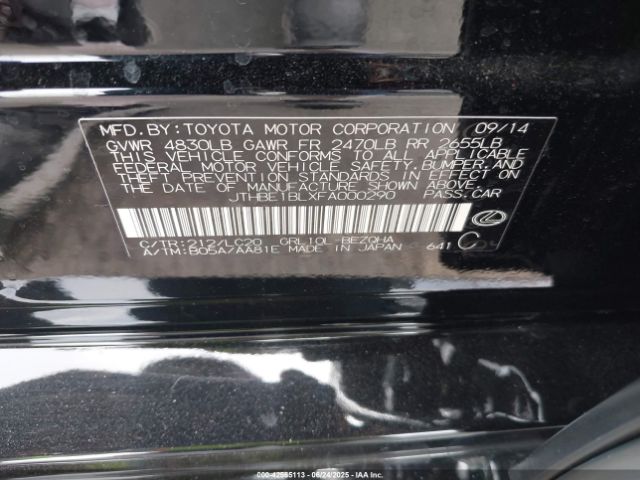 MFD.BY:TOYOTA MOTOR CORPORATION 09/14
GVWR 4830LB GAWR FR 2470LB RR 2655LB
THIS VEHICLE CONFORMS TO ALL APPLICABLE
FEDERAL MOTOR VEHICLE SAFETY,BUMPER,AND
THEFT PREVENTION STANDARDS IN EFFECT ON
THE DATE OF MANUFACTURE SHOWN ABOVE.
JTHBE1BLXFA000290 PASS.CAR
C/TR:212/LC20 GRL10L-BEZQHA
A/TM:B05A/AA81E MADE IN JAPAN 641
000-42565113 - 06/24/2025 - IAAI.COM